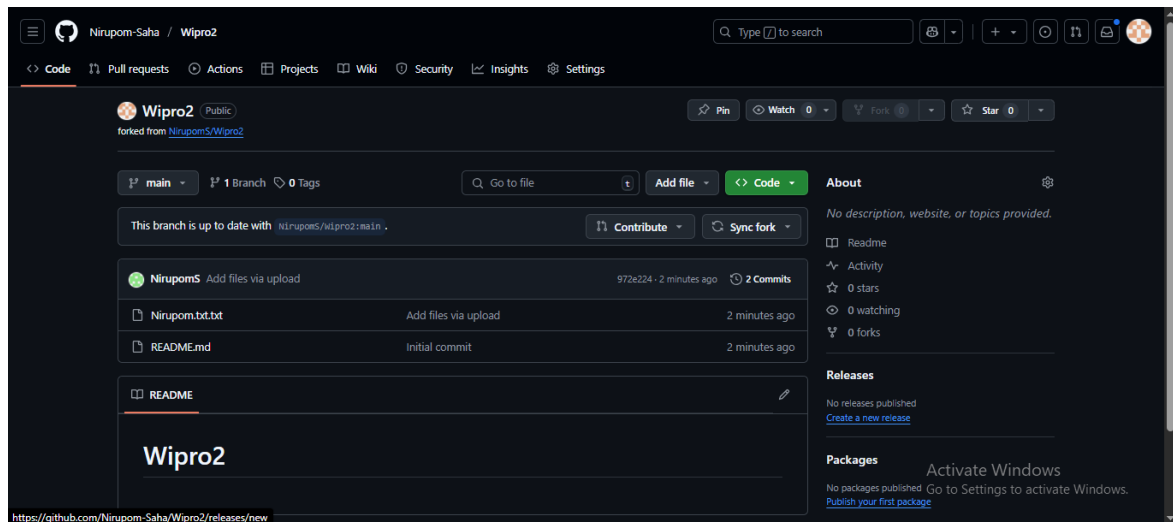 Nirupom-Saha / Wipro2
Type / to search
Code Pull requests Actions Projects Wiki Security Insights Settings
Wipro2 Public
Pin Watch 0 Fork 0 Star 0
forked from NirupomS/Wipro2
main 1 Branch 0 Tags
Go to file t Add file Code
This branch is up to date with NirupomS/Wipro2:main .
Contribute Sync fork
NirupomS Add files via upload 972e224 · 2 minutes ago 2 Commits
Nirupom.txt.txt Add files via upload 2 minutes ago
README.md Initial commit 2 minutes ago
README
Wipro2
About
No description, website, or topics provided.
Readme
Activity
0 stars
0 watching
0 forks
Releases
No releases published
Create a new release
Packages
No packages published
Publish your first package
Activate Windows
Go to Settings to activate Windows.
https://github.com/Nirupom-Saha/Wipro2/releases/new